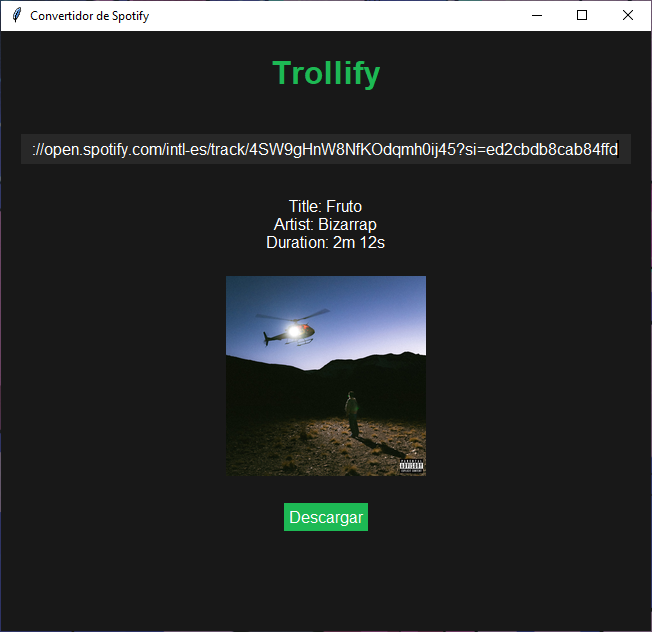 Convertidor de Spotify
Trollify
://open.spotify.com/intl-es/track/4SW9gHnW8NfKOdqmh0ij45?si=ed2cbdb8cab84ffd
Title: Fruto
Artist: Bizarrap
Duration: 2m 12s
PARENTAL
ADVISORY
EXPLICIT CONTENT
Descargar